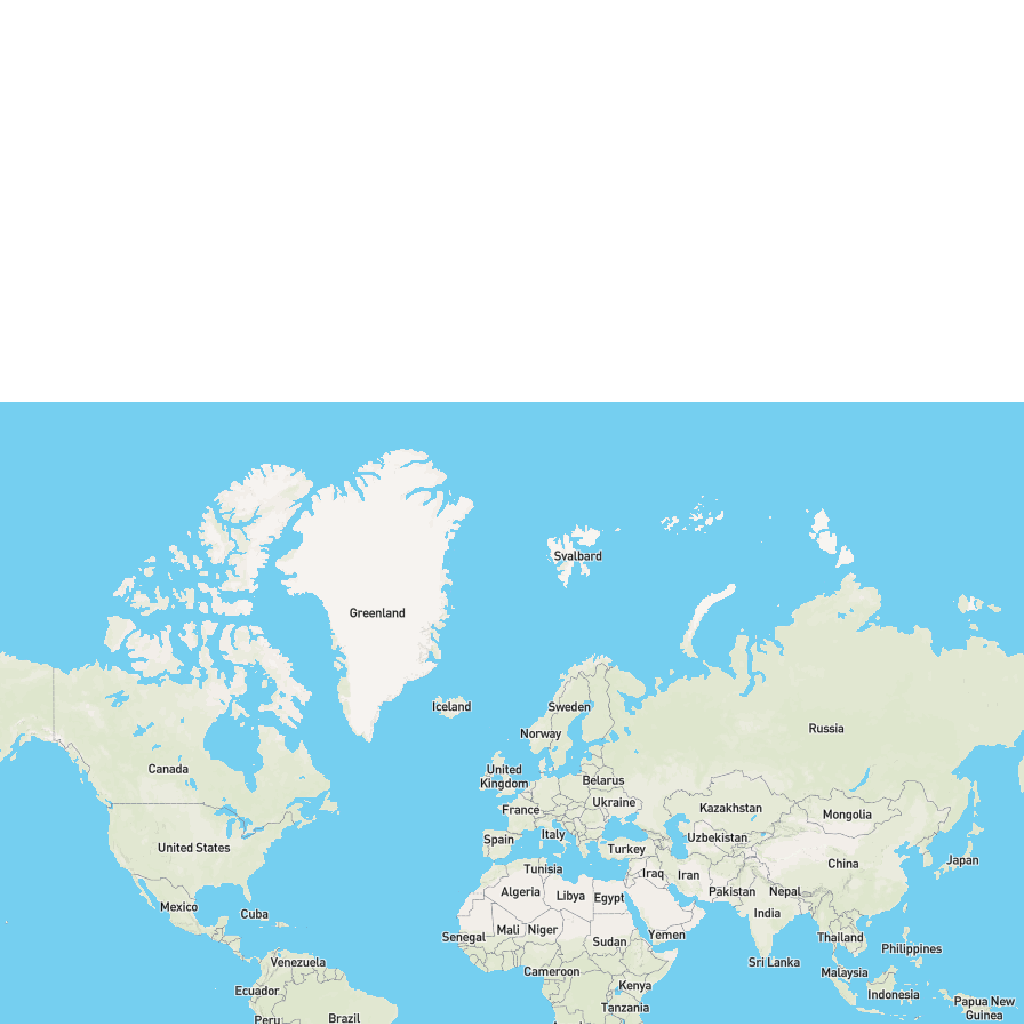 Svalbard
Greenland
Iceland
Sweden
Russia
Norway
Canada
United
Kingdom
Belarus
Ukraine
Kazakhstan
France
Mongolia
Italy
Spain
Uzbekistan
United States
Turkey
Japan
China
Tunisia
Iraq
Iran
Algeria
Libya
Egypt
Pakistan
Nepal
Mexico
Cuba
India
Mali
Niger
Senegal
Sudan
Yemen
Thailand
Philippines
Venezuela
Sri Lanka
Cameroon
Malaysia
Kenya
Ecuador
Indonesia
Papua New
Guinea
Tanzania
Peru
Brazil